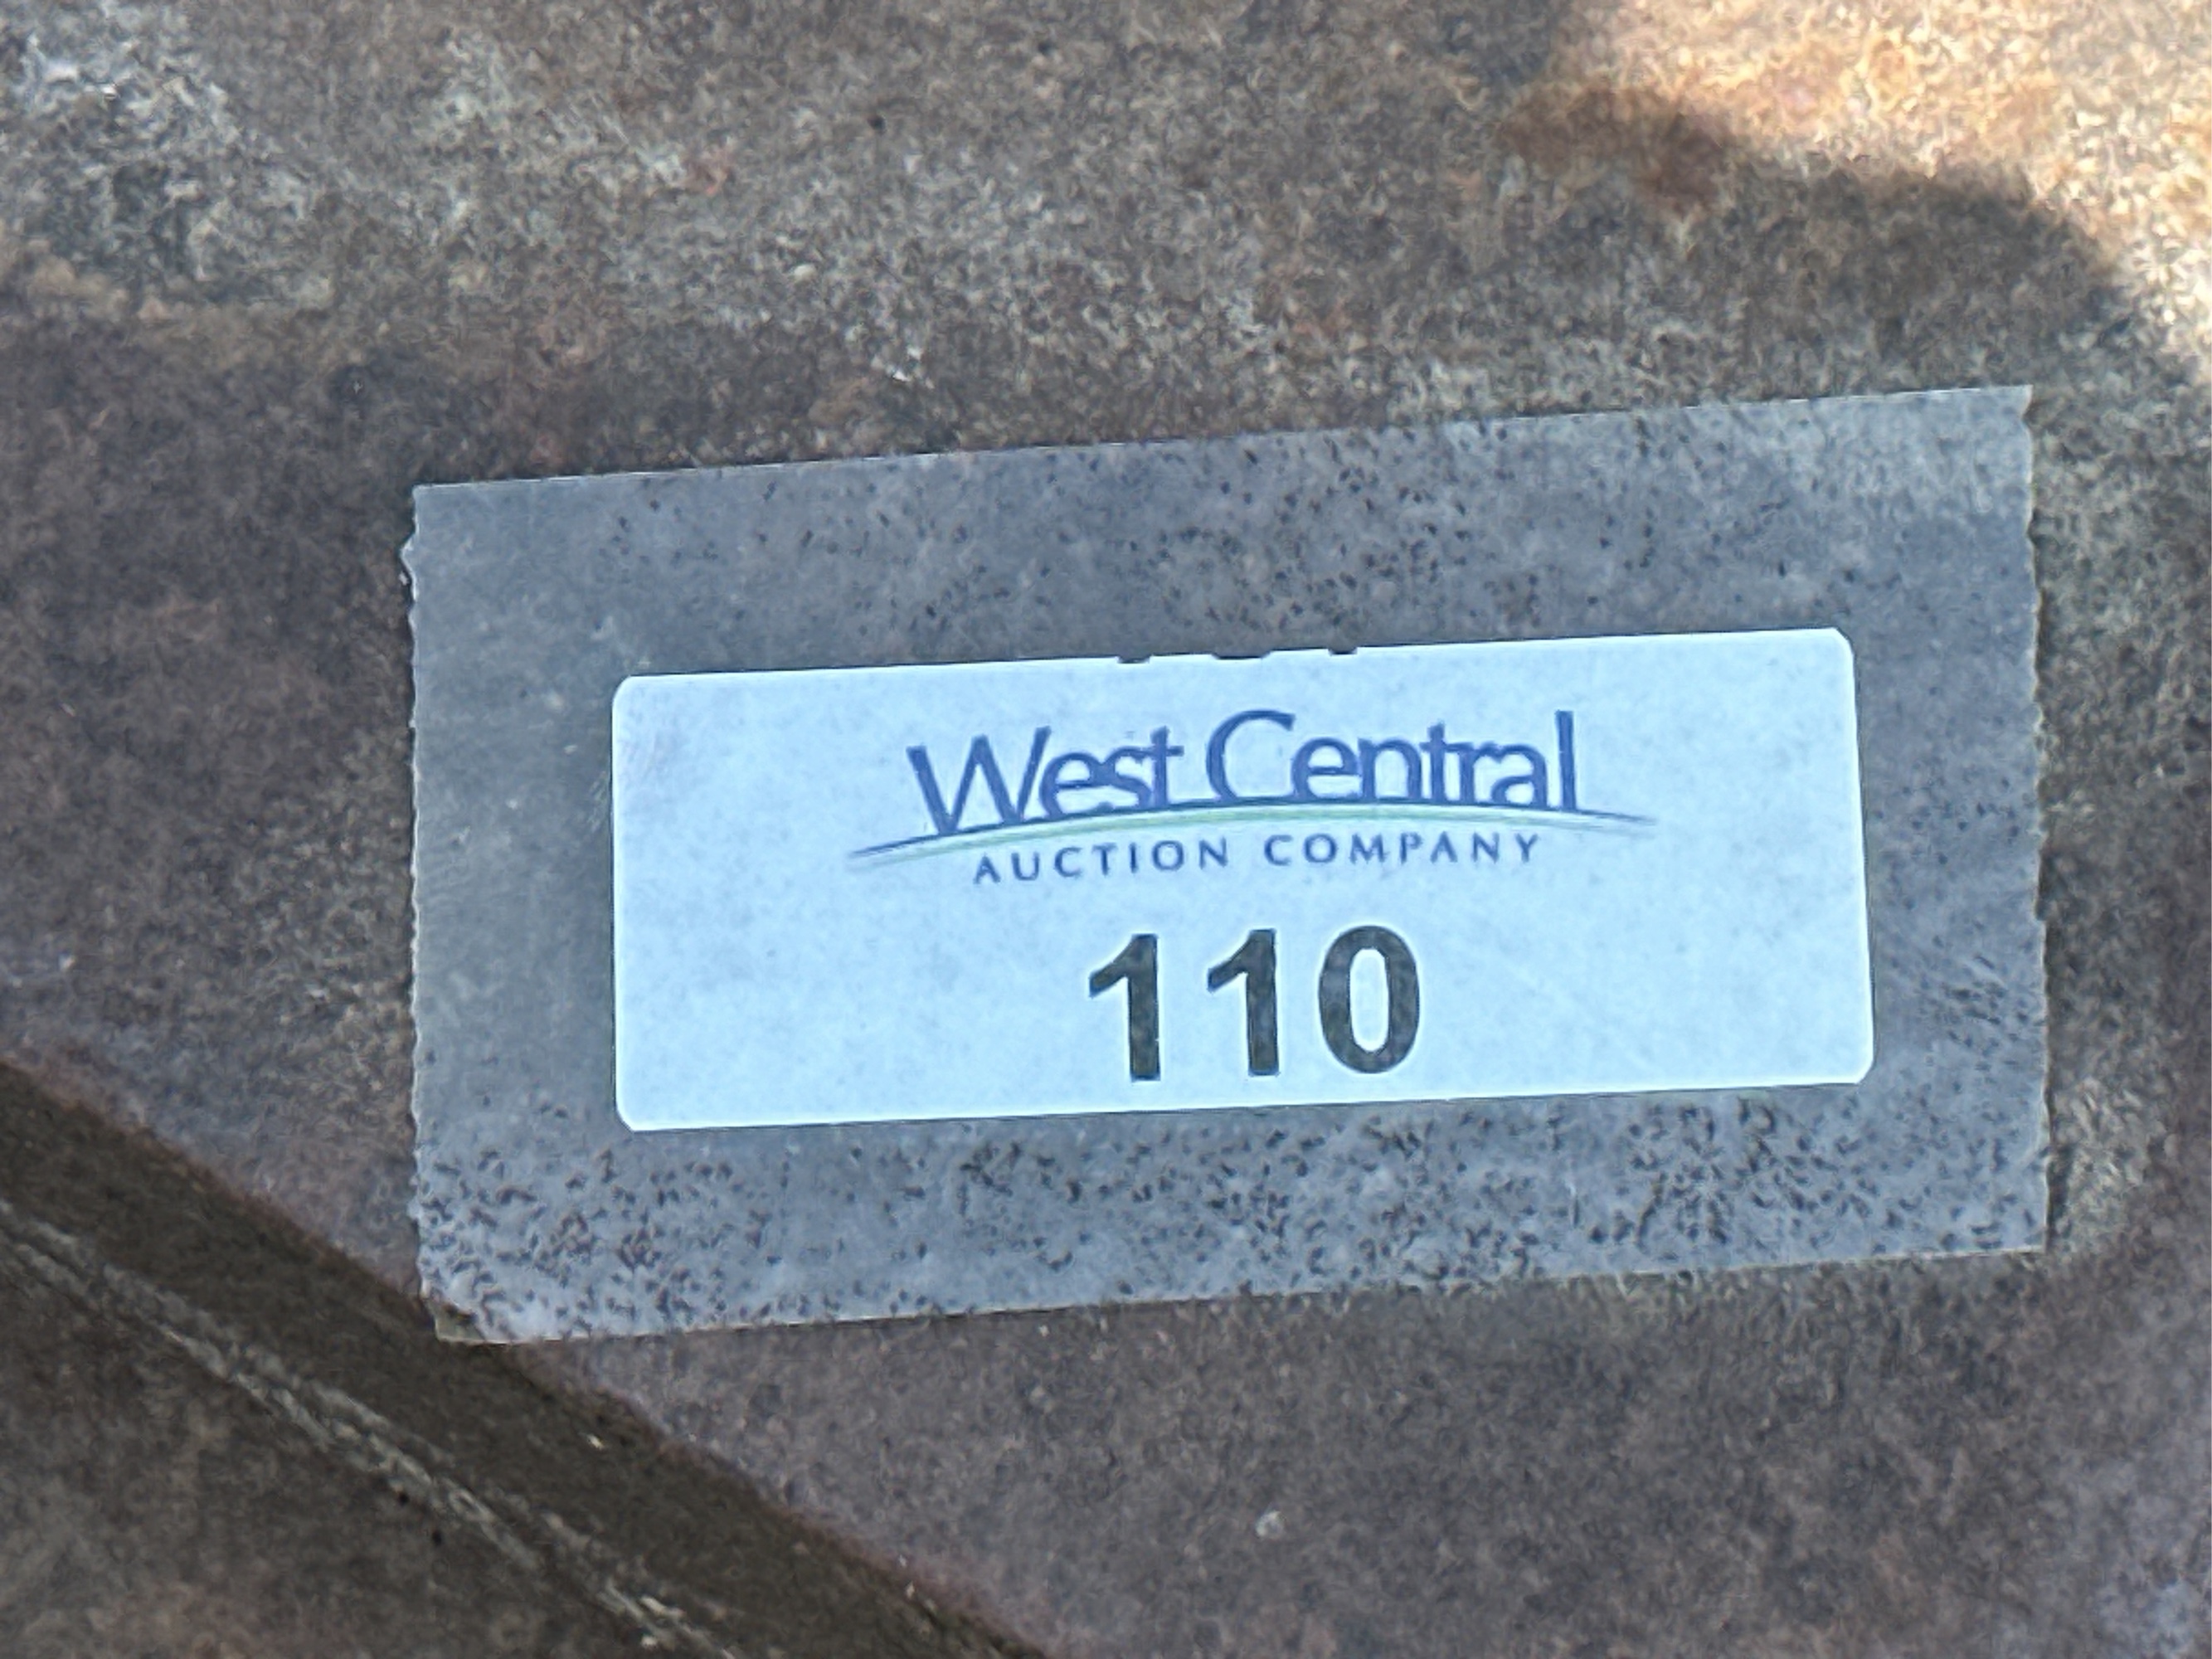 West Central
AUCTION COMPANY
110